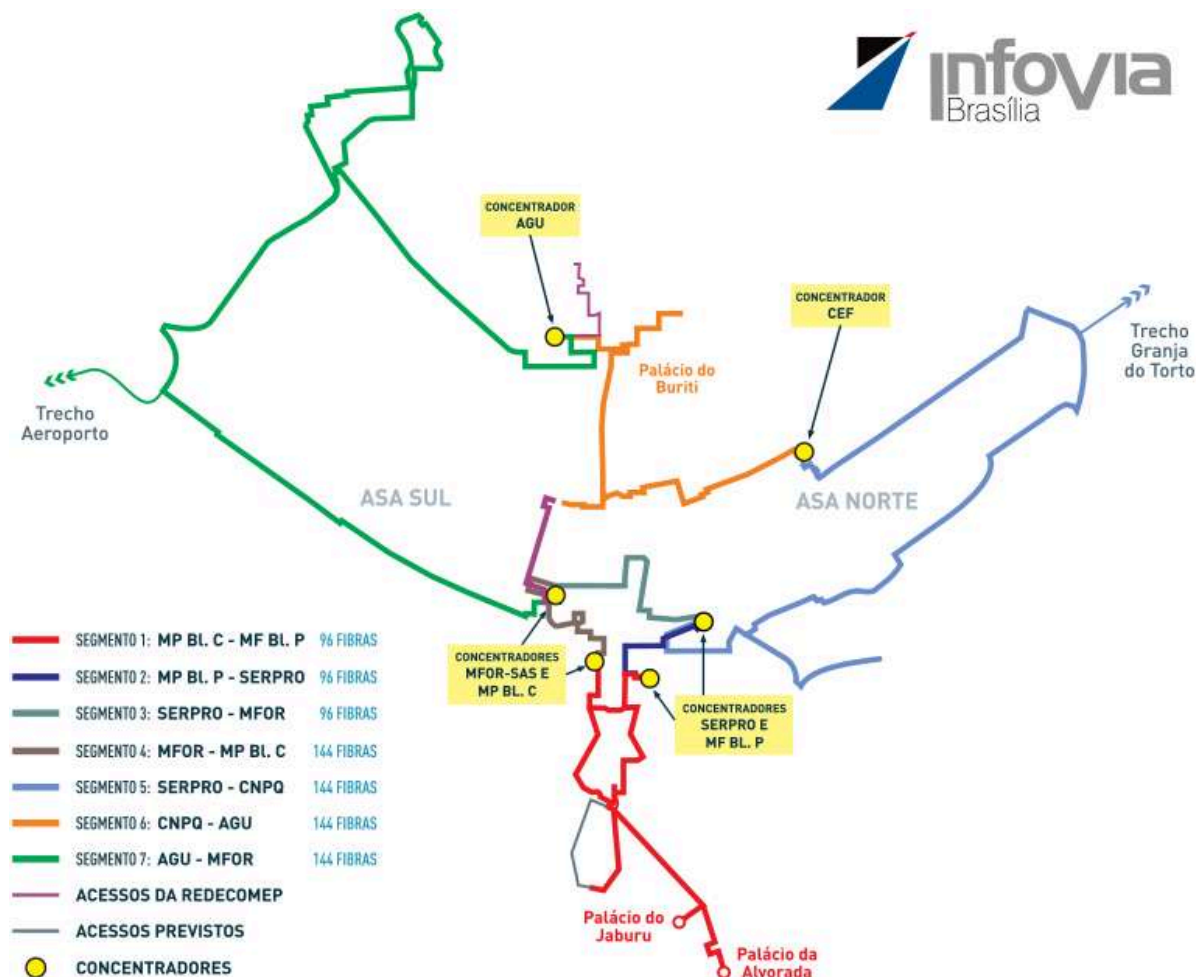 Infovia
Brasília
CONCENTRADOR
AGU
CONCENTRADOR
CEF
Trecho
Granja
do Torto
Palácio do
Buriti
Trecho
Aeroporto
ASA SUL
ASA NORTE
CONCENTRADORES
MFOR-SAS E
MP BL. C
CONCENTRADORES
SERPRO E
MF BL. P
SEGMENTO 1: MP Bl. C - MF Bl. P 96 FIBRAS
SEGMENTO 2: MP Bl. P - SERPRO 96 FIBRAS
SEGMENTO 3: SERPRO - MFOR 96 FIBRAS
SEGMENTO 4: MFOR - MP Bl. C 144 FIBRAS
SEGMENTO 5: SERPRO - CNPQ 144 FIBRAS
SEGMENTO 6: CNPQ - AGU 144 FIBRAS
SEGMENTO 7: AGU - MFOR 144 FIBRAS
ACESSOS DA REDECOMEP
ACESSOS PREVISTOS
CONCENTRADORES
Palácio do
Jaburu
Palácio da
Alvorada